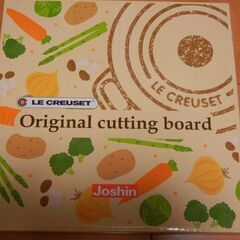 LE CREUSET
LE CREUSET
Original cutting board
Joshin